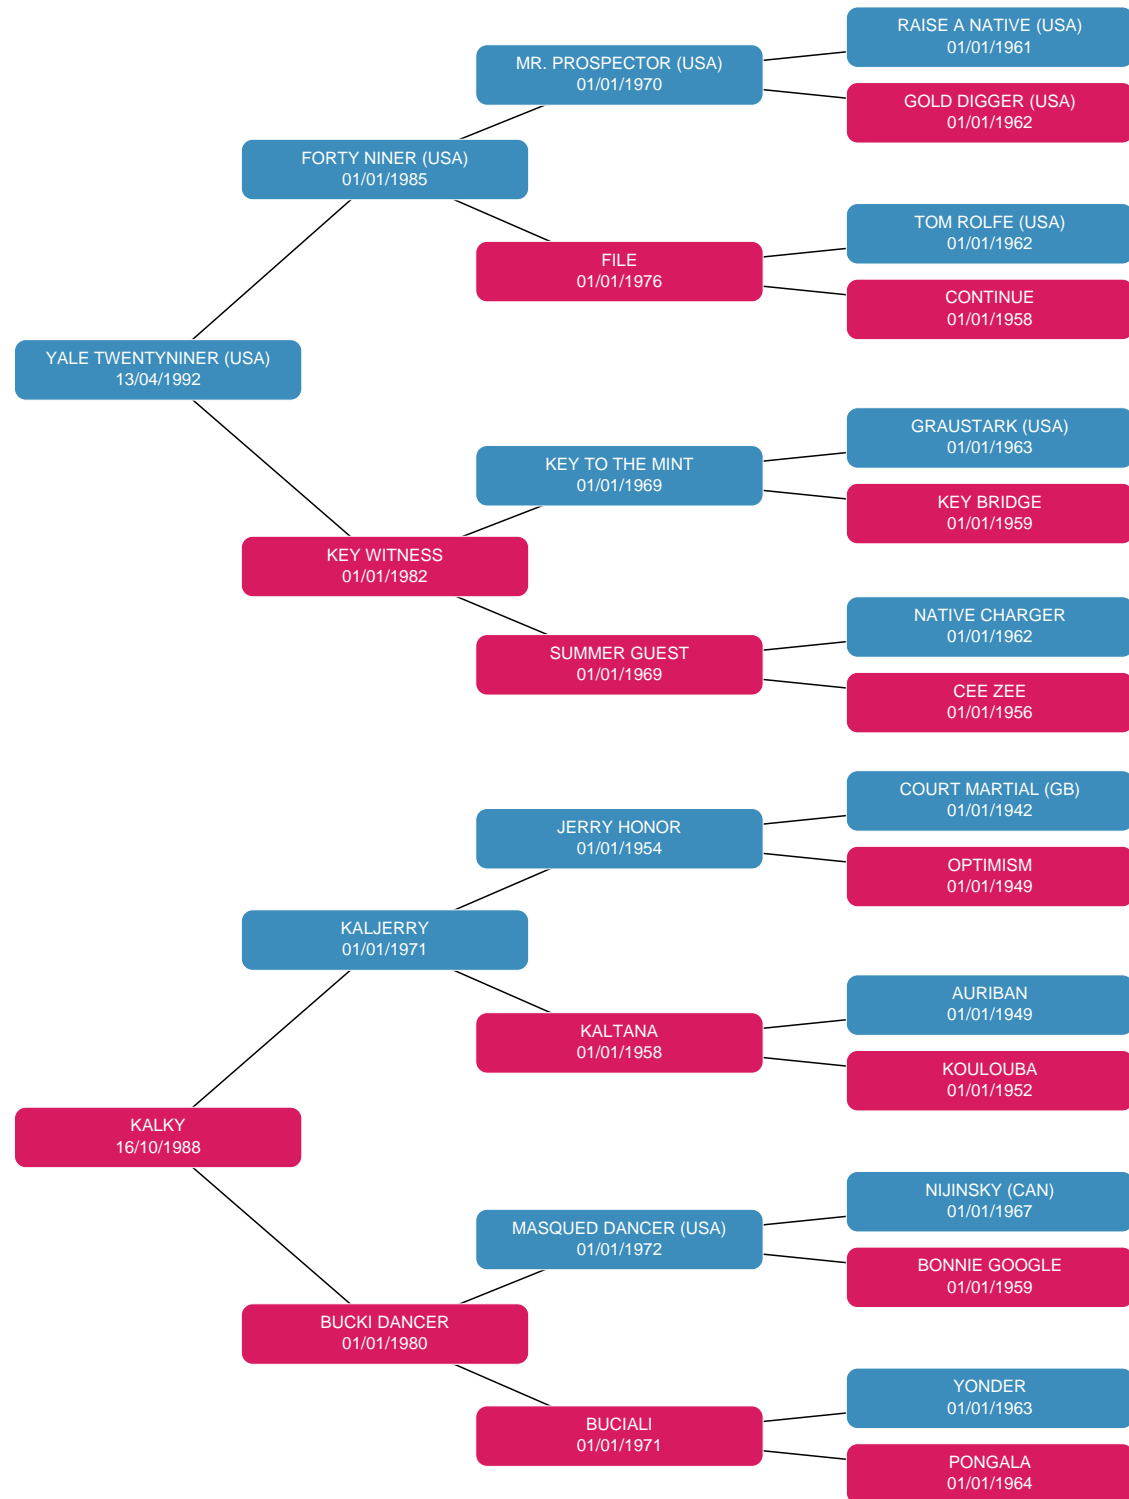 RAISE A NATIVE (USA)
01/01/1961
MR. PROSPECTOR (USA)
01/01/1970
GOLD DIGGER (USA)
01/01/1962
FORTY NINER (USA)
01/01/1985
TOM ROLFE (USA)
01/01/1962
FILE
01/01/1976
CONTINUE
01/01/1958
YALE TWENTYNINER (USA)
13/04/1992
GRAUSTARK (USA)
01/01/1963
KEY TO THE MINT
01/01/1969
KEY BRIDGE
01/01/1959
KEY WITNESS
01/01/1982
NATIVE CHARGER
01/01/1962
SUMMER GUEST
01/01/1969
CEE ZEE
01/01/1956
COURT MARTIAL (GB)
01/01/1942
JERRY HONOR
01/01/1954
OPTIMISM
01/01/1949
KALJERRY
01/01/1971
AURIBAN
01/01/1949
KALTANA
01/01/1958
KOULOUBA
01/01/1952
KALKY
16/10/1988
NIJINSKY (CAN)
01/01/1967
MASQUED DANCER (USA)
01/01/1972
BONNIE GOOGLE
01/01/1959
BUCKI DANCER
01/01/1980
YONDER
01/01/1963
BUCIALI
01/01/1971
PONGALA
01/01/1964